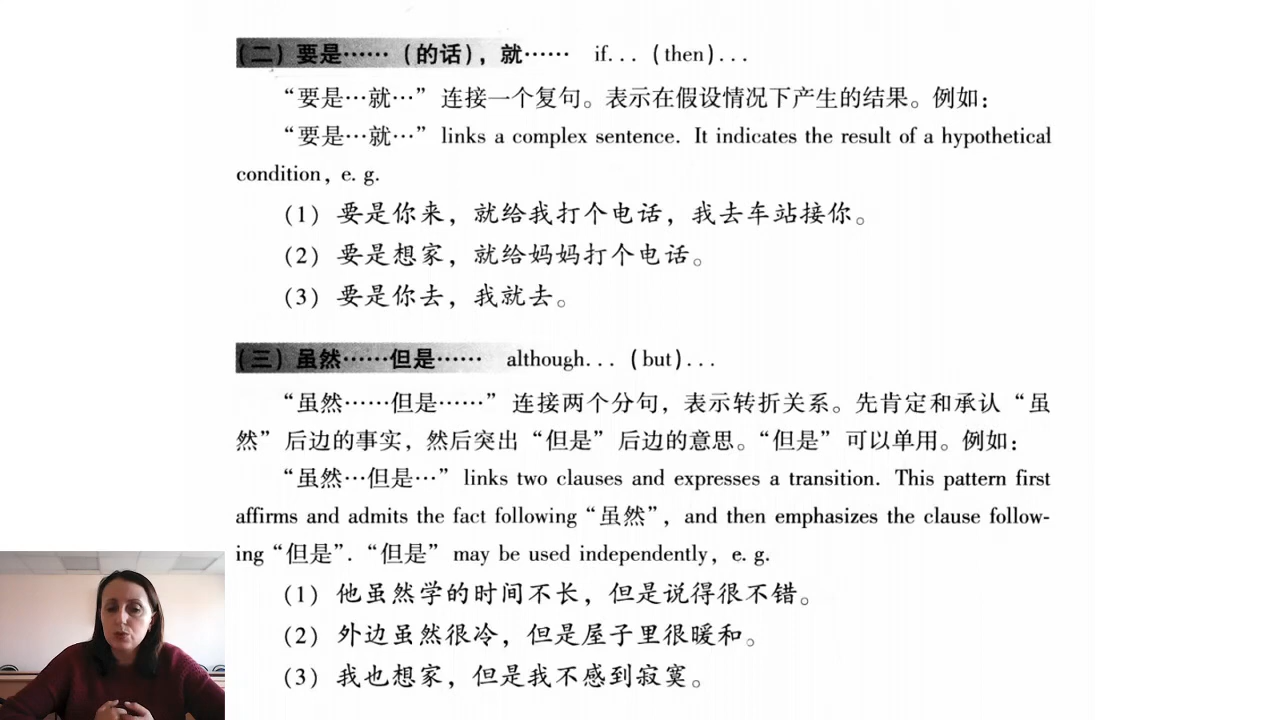 (二) 要是……(的话), 就…… if... (then)...
“要是…就…” 连接一个复句。表示在假设情况下产生的结果。例如:
“要是…就…” links a complex sentence. It indicates the result of a hypothetical
condition, e. g.
(1) 要是你来，就给我打个电话，我去车站接你。
(2) 要是想家，就给妈妈打个电话。
(3) 要是你去，我就去。
(三) 虽然……但是…… although... (but)...
“虽然……但是……” 连接两个分句，表示转折关系。先肯定和承认 “虽
然” 后边的事实，然后突出 “但是” 后边的意思。“但是” 可以单用。例如:
“虽然…但是…” links two clauses and expresses a transition. This pattern first
affirms and admits the fact following “虽然”, and then emphasizes the clause follow-
ing “但是”. “但是” may be used independently, e. g.
(1) 他虽然学的时间不长，但是说得很不错。
(2) 外边虽然很冷，但是屋子里很暖和。
(3) 我也想家，但是我不感到寂寞。